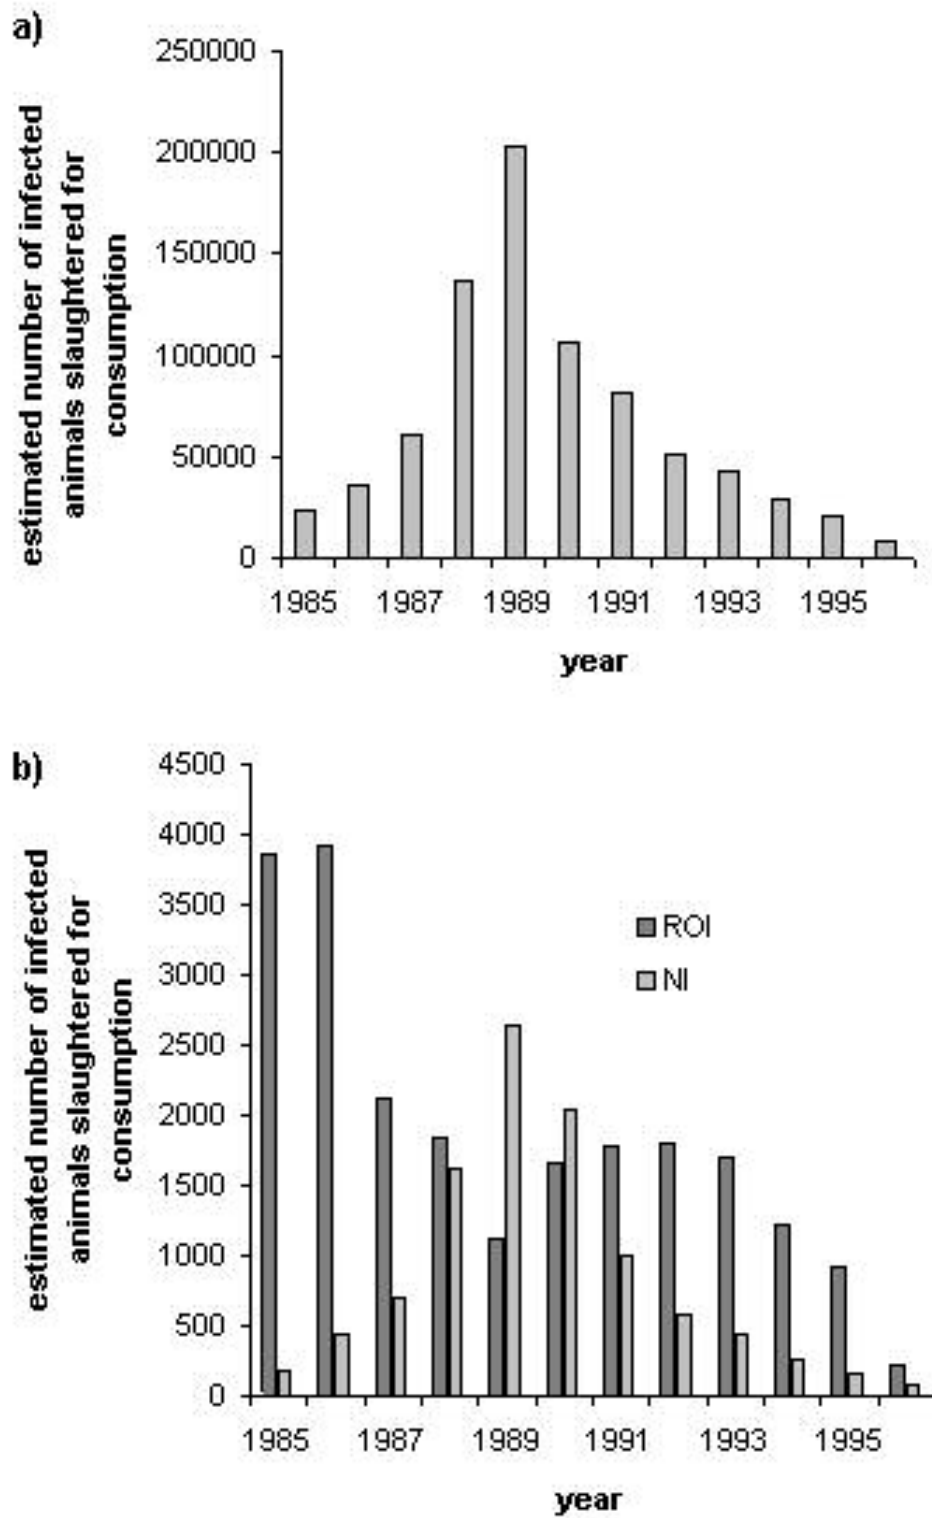 a)
250000
200000
150000
100000
50000
0
estimated number of infected
animals slaughtered for
consumption
1985 1987 1989 1991 1993 1995
year
b)
4500
4000
3500
3000
2500
2000
1500
1000
500
0
estimated number of infected
animals slaughtered for
consumption
ROI
NI
1985 1987 1989 1991 1993 1995
year